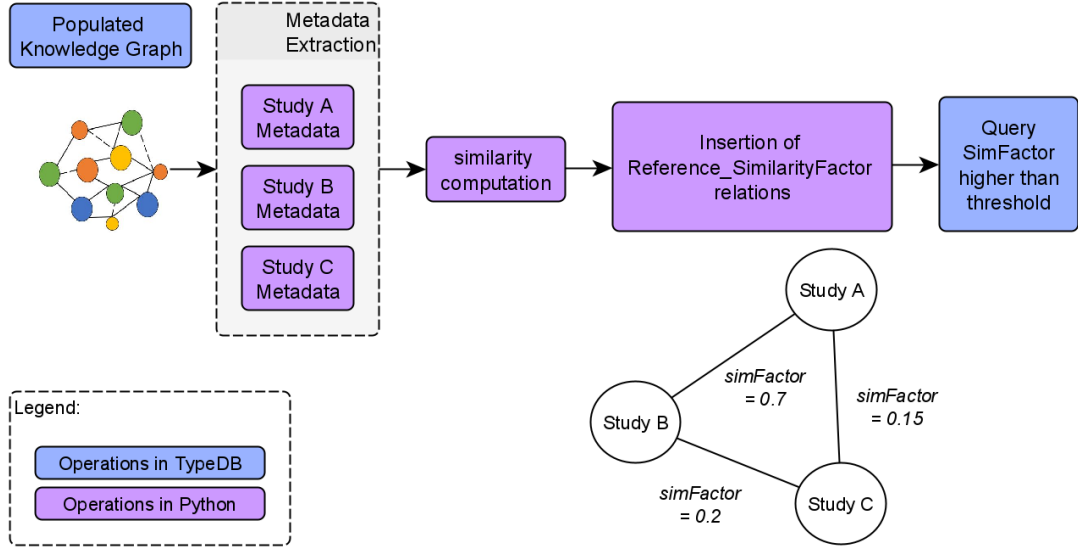 Populated
Knowledge Graph
Metadata
Extraction
Study A
Metadata
Study B
Metadata
Study C
Metadata
similarity
computation
Insertion of
Reference_SimilarityFactor
relations
Query
SimFactor
higher than
threshold
Study A
simFactor
= 0.7
simFactor
= 0.15
Study B
simFactor
= 0.2
Study C
Legend:
Operations in TypeDB
Operations in Python